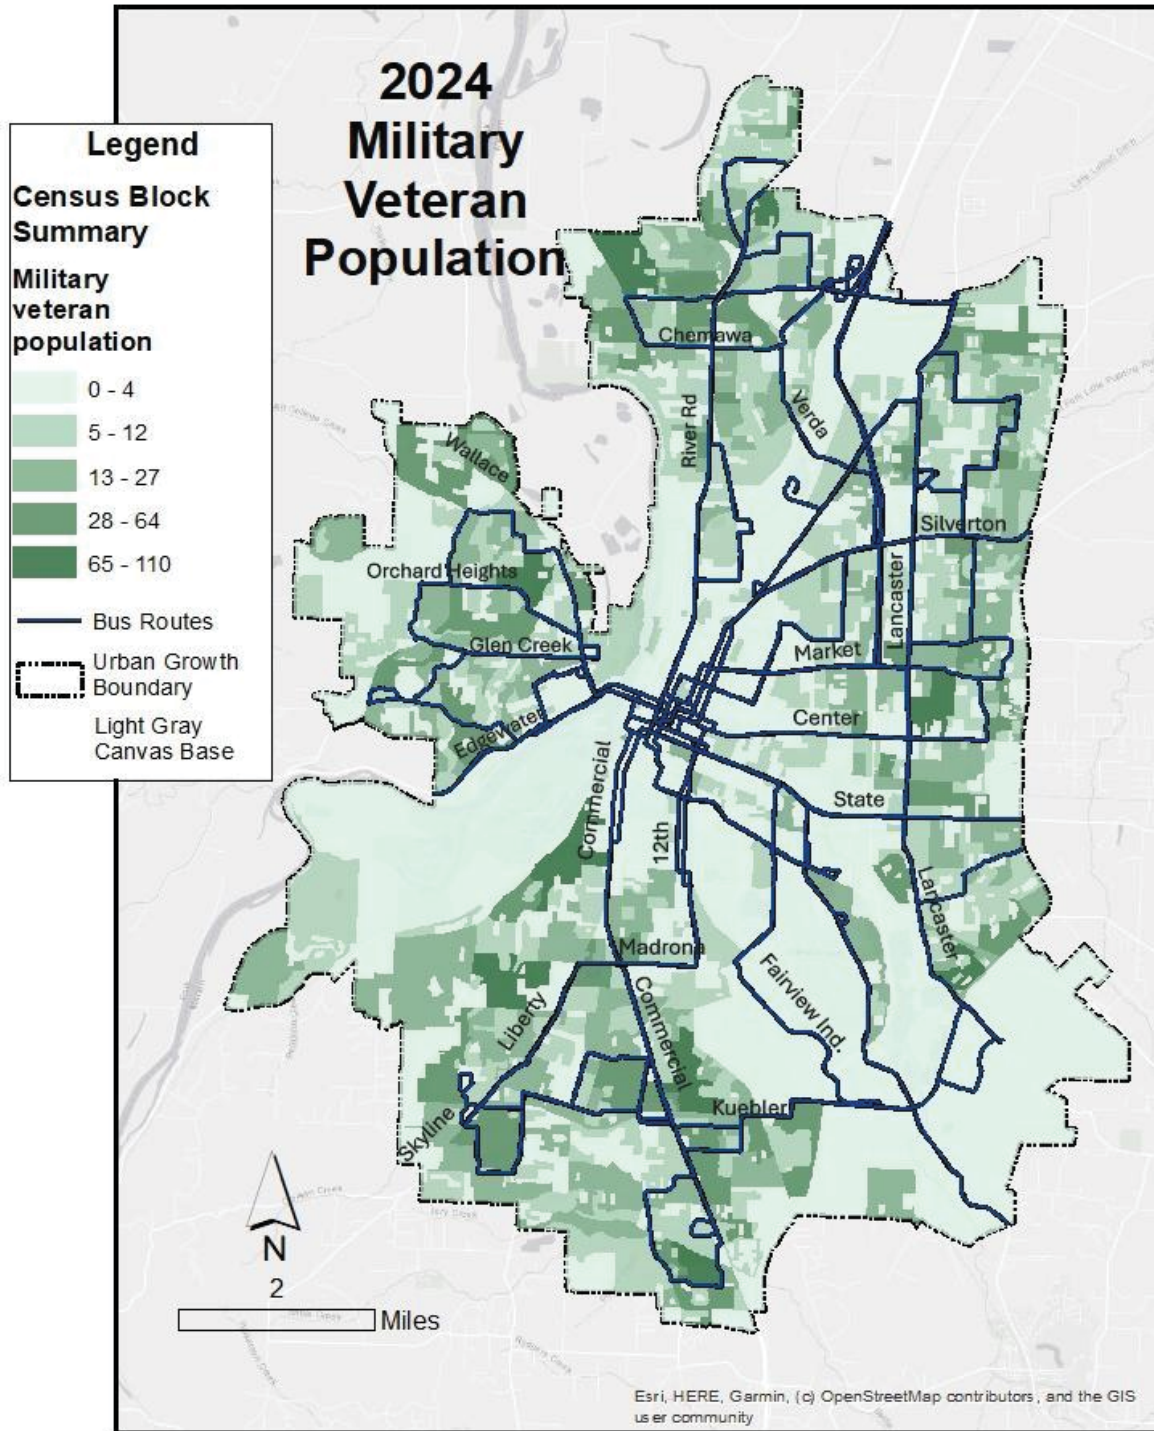 2024
Military
Veteran
Population
Legend
Census Block
Summary
Military
veteran
population
0 - 4
5 - 12
13 - 27
28 - 64
65 - 110
Bus Routes
Urban Growth
Boundary
Light Gray
Canvas Base
Chemawa
River Rd
Verda
Wallace
Silverton
Orchard Heights
Lancaster
Glen Creek
Market
Edgewater
Center
Commercial
State
12th
Lancaster
Madrona
Fairview Ind.
Liberty
Commercial
Kuebler
Skyline
N
2
Miles
Esri, HERE, Garmin, (c) OpenStreetMap contributors, and the GIS
user community